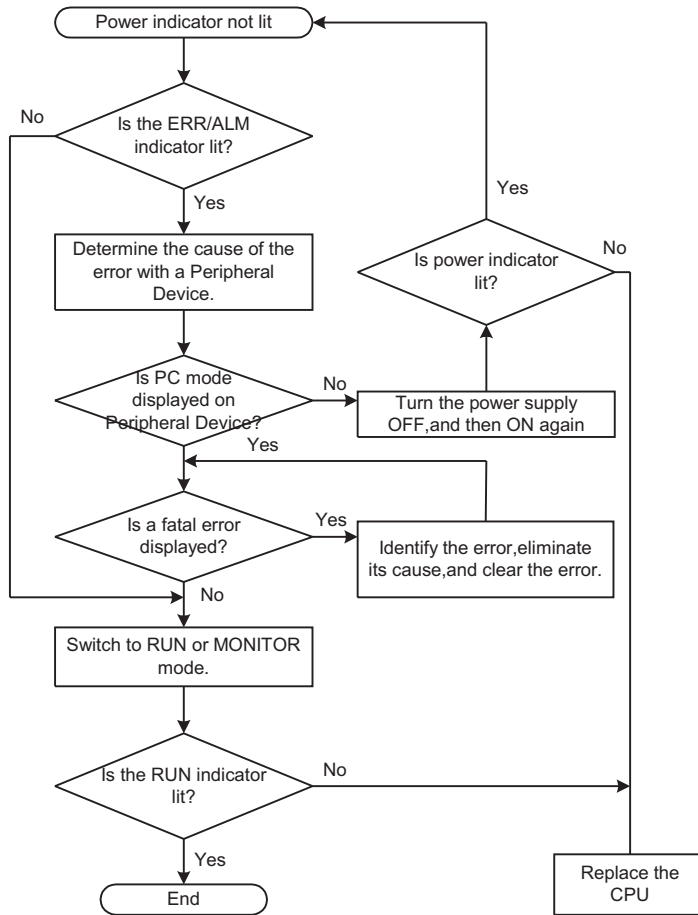 Power indicator not lit
No
Is the ERR/ALM
indicator lit?
Yes
Determine the cause of the
error with a Peripheral
Device.
Yes
Is power indicator
lit?
No
Is PC mode
displayed on
Peripheral Device?
No
Turn the power supply
OFF,and then ON again
Yes
Is a fatal error
displayed?
Yes
Identify the error,eliminate
its cause,and clear the error.
No
Switch to RUN or MONITOR
mode.
Is the RUN indicator
lit?
No
Yes
End
Replace the
CPU